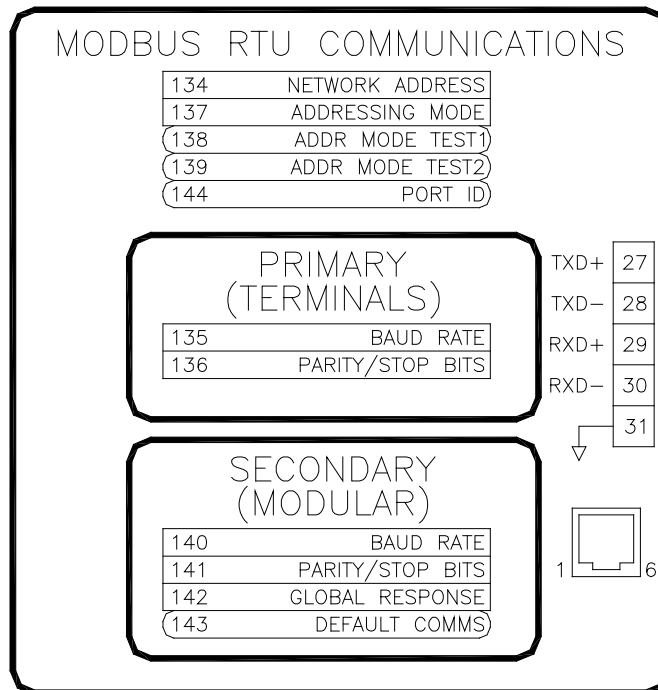 MODBUS RTU COMMUNICATIONS
134 NETWORK ADDRESS
137 ADDRESSING MODE
138 ADDR MODE TEST1
139 ADDR MODE TEST2
144 PORT ID
PRIMARY
(TERMINALS)
135 BAUD RATE
136 PARITY/STOP BITS
TXD+ 27
TXD- 28
RXD+ 29
RXD- 30
31
SECONDARY
(MODULAR)
140 BAUD RATE
141 PARITY/STOP BITS
142 GLOBAL RESPONSE
143 DEFAULT COMMS
1 6